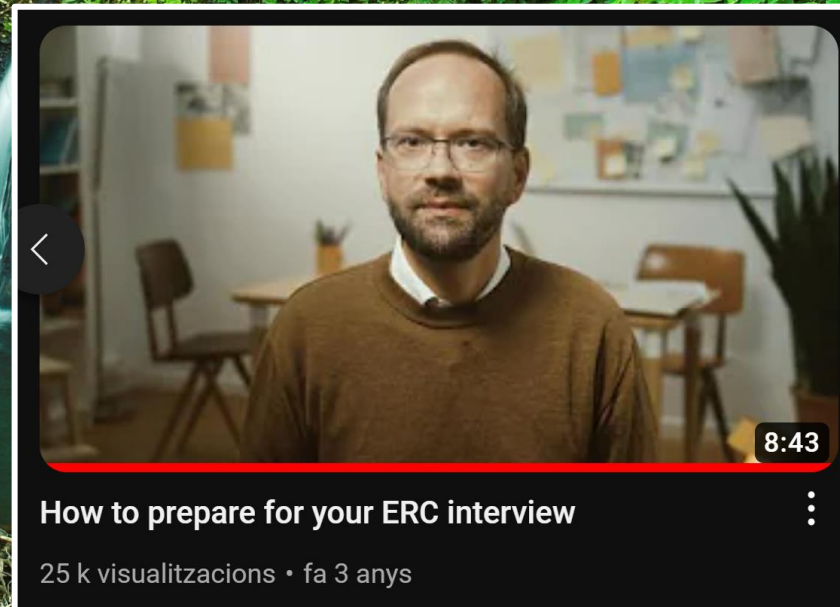 8:43
How to prepare for your ERC interview
25 k visualitzacions • fa 3 anys